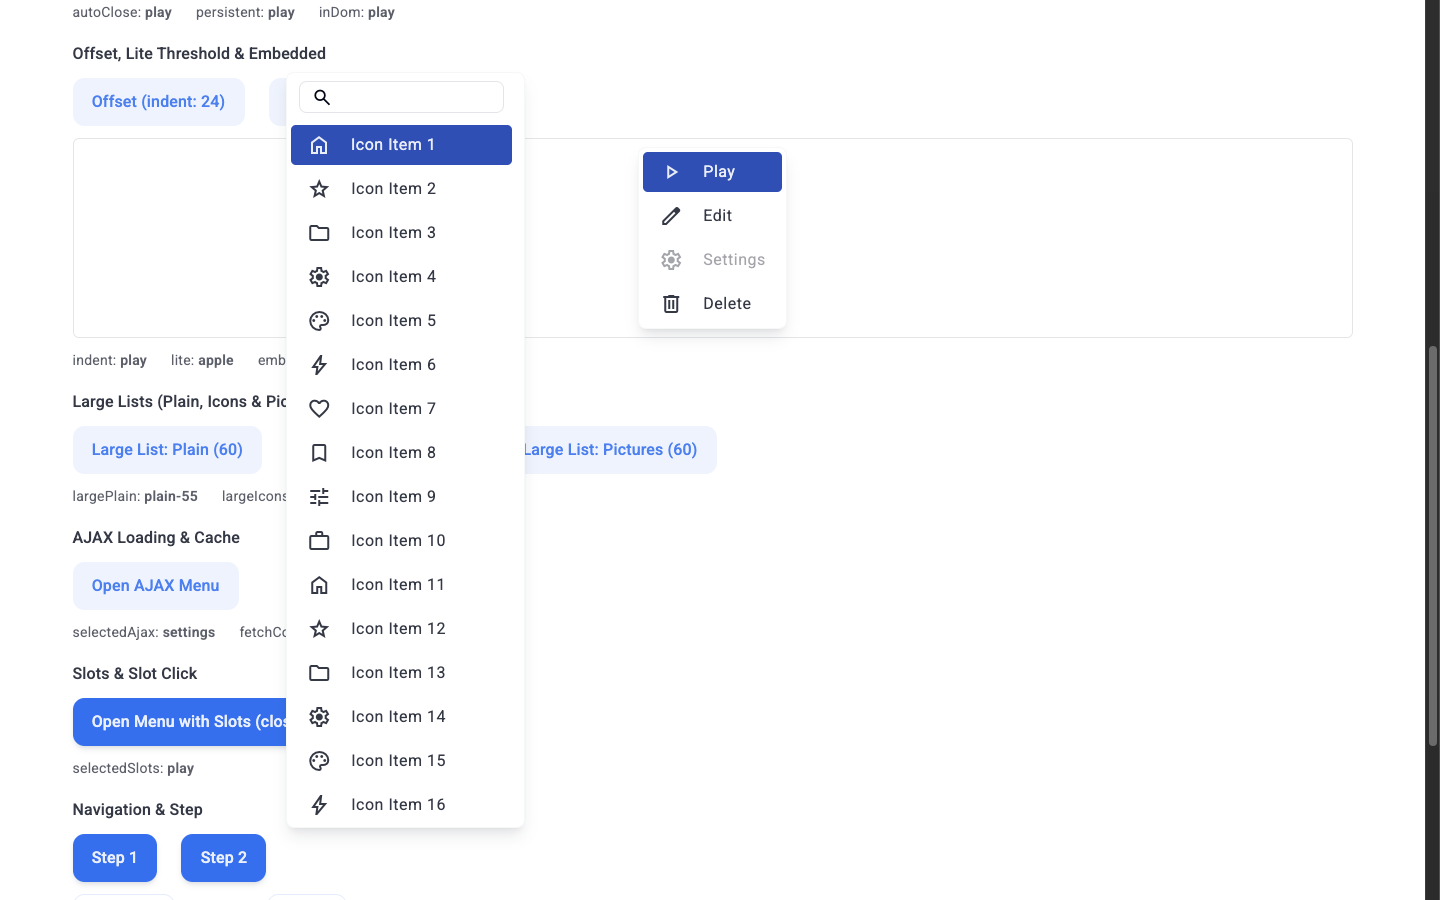 autoClose: play persistent: play inDom: play
Offset, Lite Threshold & Embedded
Offset (indent: 24)
Icon Item 1
Icon Item 2
Icon Item 3
Icon Item 4
Icon Item 5
Icon Item 6
Icon Item 7
Icon Item 8
Icon Item 9
Icon Item 10
Icon Item 11
Icon Item 12
Icon Item 13
Icon Item 14
Icon Item 15
Icon Item 16
Play
Edit
Settings
Delete
indent: play lite: apple emb
Large Lists (Plain, Icons & Pic
Large List: Plain (60)
Large List: Pictures (60)
largePlain: plain-55 largeIcons
AJAX Loading & Cache
Open AJAX Menu
selectedAjax: settings fetchCo
Slots & Slot Click
Open Menu with Slots (clos
selectedSlots: play
Navigation & Step
Step 1
Step 2